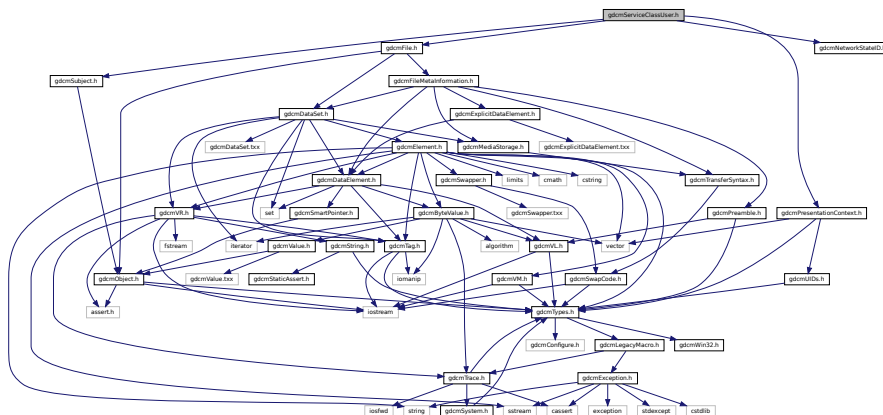 gdcmServiceClassUser.h
gdcmFile.h
gdcmNetworkStateID.
gdcmSubject.h
gdcmFileMetaInformation.h
gdcmDataSet.h
gdcmExplicitDataElement.h
gdcmDataSet.txx
gdcmElement.h
gdcmMediaStorage.h
gdcmExplicitDataElement.txx
gdcmDataElement.h
gdcmSwapper.h
limits
cmath
cstring
gdcmTransferSyntax.h
gdcmVR.h
set
gdcmSmartPointer.h
gdcmByteValue.h
gdcmSwapper.txx
gdcmPreamble.h
gdcmPresentationContext.h
fstream
iterator
gdcmValue.h
gdcmString.h
gdcmTag.h
algorithm
gdcmVL.h
vector
gdcmObject.h
gdcmValue.txx
gdcmStaticAssert.h
iomanip
gdcmVM.h
gdcmSwapCode.h
gdcmUIDs.h
assert.h
iostream
gdcmTypes.h
gdcmConfigure.h
gdcmLegacyMacro.h
gdcmWin32.h
gdcmTrace.h
gdcmException.h
iosfwd
string
gdcmSystem.h
sstream
cassert
exception
stdexcept
cstdlib